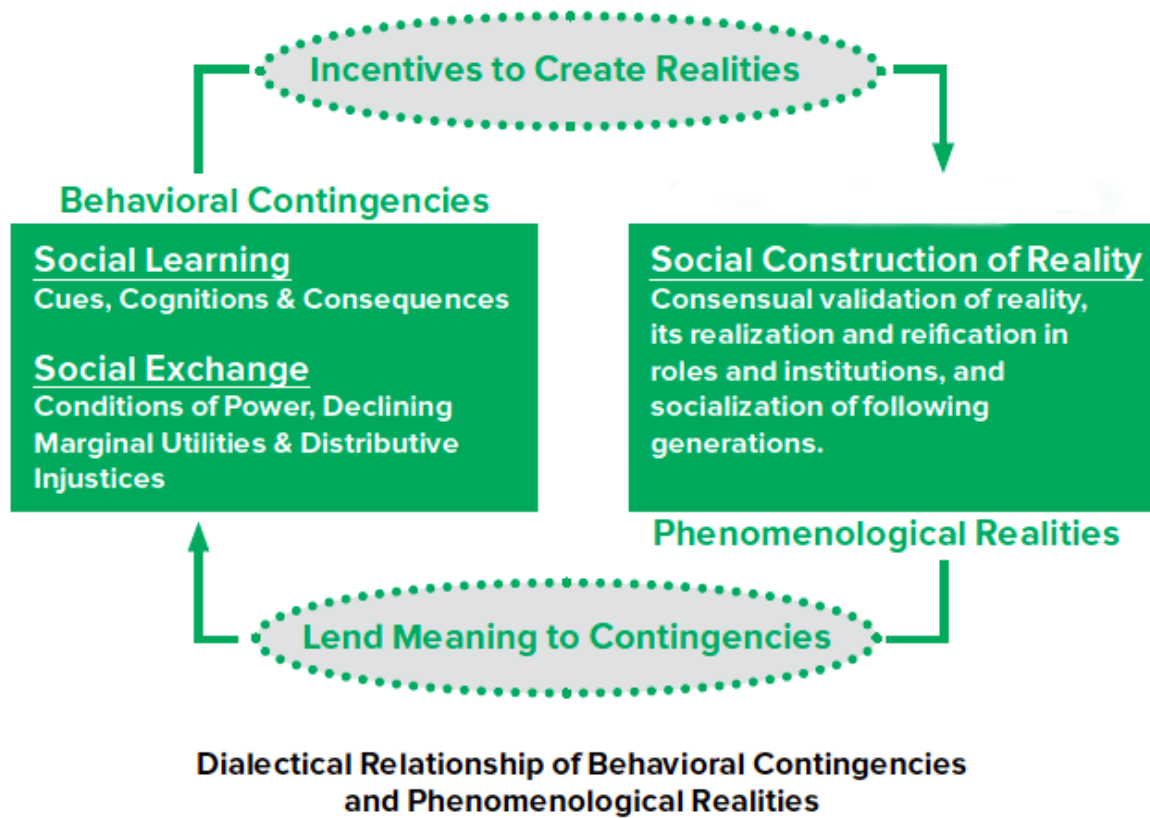 Incentives to Create Realities
Behavioral Contingencies
Social Learning
Cues, Cognitions & Consequences
Social Exchange
Conditions of Power, Declining
Marginal Utilities & Distributive
Injustices
Social Construction of Reality
Consensual validation of reality,
its realization and reification in
roles and institutions, and
socialization of following
generations.
Phenomenological Realities
Lend Meaning to Contingencies
Dialectical Relationship of Behavioral Contingencies
and Phenomenological Realities